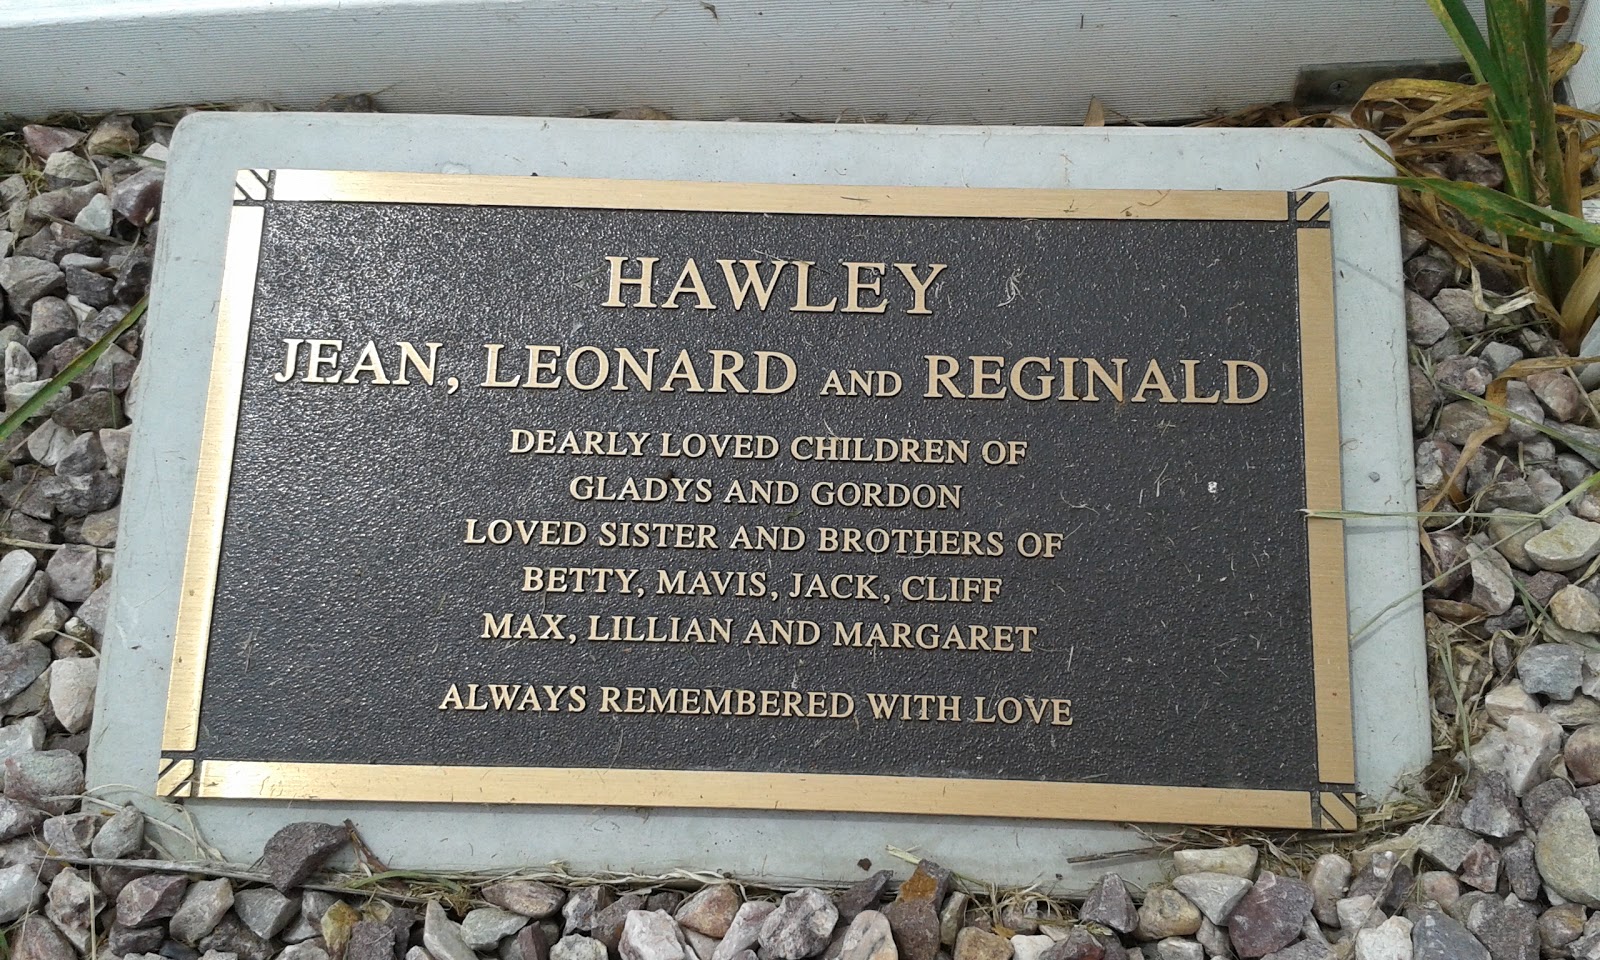 HAWLEY
JEAN, LEONARD AND REGINALD
DEARLY LOVED CHILDREN OF
GLADYS AND GORDON
LOVED SISTER AND BROTHERS OF
BETTY, MAVIS, JACK, CLIFF
MAX, LILLIAN AND MARGARET
ALWAYS REMEMBERED WITH LOVE